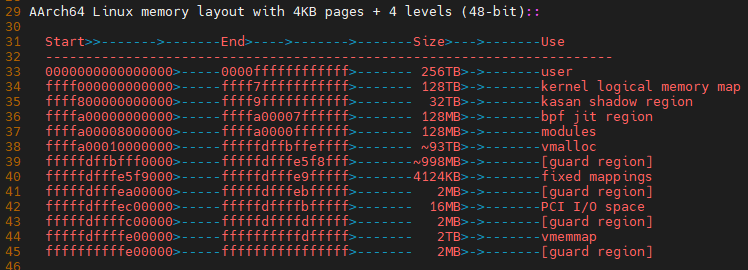 29 AArch64 Linux memory layout with 4KB pages + 4 levels (48-bit)::
30
31 Start>>------->-------End>---->------->-------Size>--->-------Use
32 -----------------------------------------------------------------------
33 0000000000000000>-----0000ffffffffffff>------- 256TB>->-------user
34 ffff000000000000>-----ffff7fffffffffff>------- 128TB>->-------kernel logical memory map
35 ffff800000000000>-----ffff9fffffffffff>-------  32TB>->-------kasan shadow region
36 ffffa00000000000>-----ffffa00007ffffff>------- 128MB>->-------bpf jit region
37 ffffa00008000000>-----ffffa0000fffffff>------- 128MB>->-------modules
38 ffffa00010000000>-----fffffdffbffeffff>-------  ~93TB>->-------vmalloc
39 fffffdffbfff0000>-----fffffdfffe5f8fff>-------~998MB>->-------[guard region]
40 fffffdfffe5f9000>-----fffffdfffe9fffff>-------4124KB>->-------fixed mappings
41 fffffdfffea00000>-----fffffdfffebfffff>-------   2MB>->-------[guard region]
42 fffffdfffec00000>-----fffffdffffbfffff>-------  16MB>->-------PCI I/O space
43 fffffdffffc00000>-----fffffdffffdfffff>-------   2MB>->-------[guard region]
44 fffffdffffe00000>-----ffffffffffdfffff>-------   2TB>->-------vmemmap
45 ffffffffffe00000>-----ffffffffffffffff>-------   2MB>->-------[guard region]
46